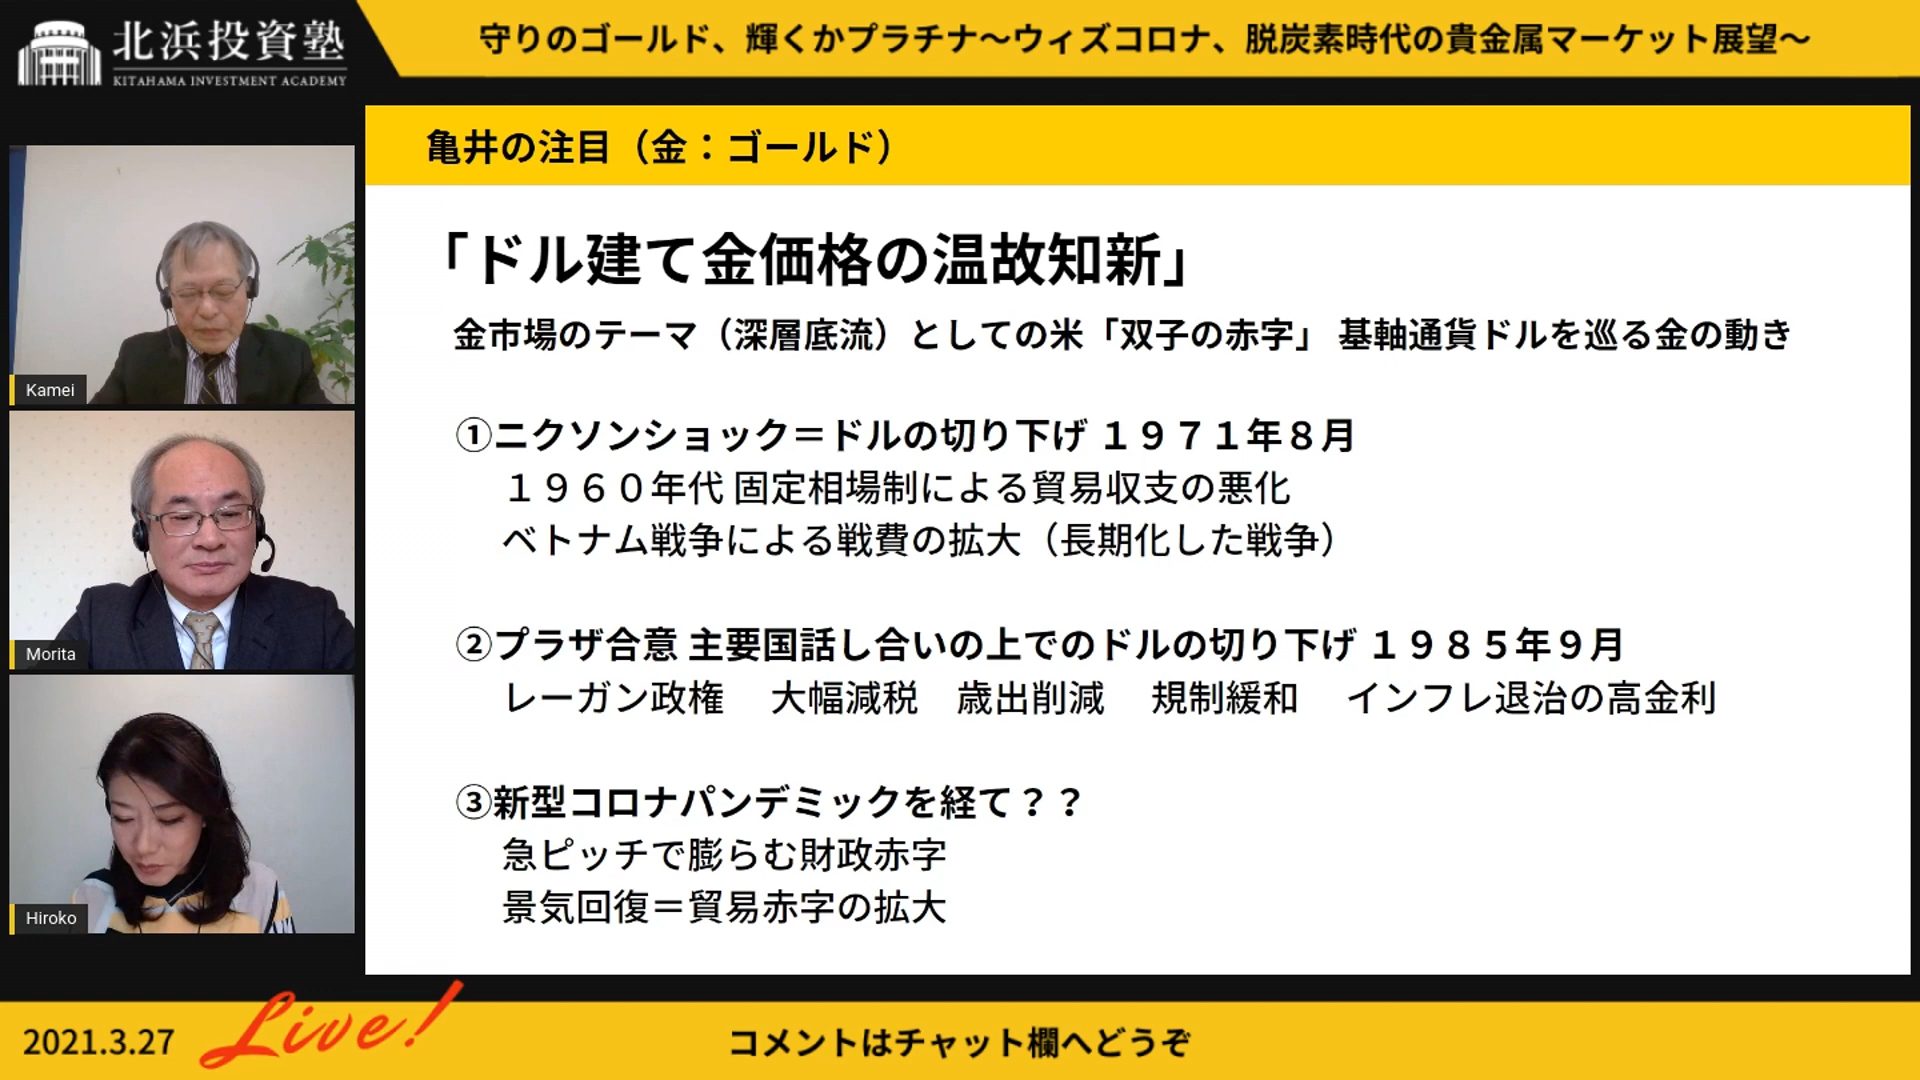 北浜投資塾
KITAHAMA INVESTMENT ACADEMY
守りのゴールド、輝くかプラチナ～ウィズコロナ、脱炭素時代の貴金属マーケット展望～
亀井の注目（金：ゴールド）
「ドル建て金価格の温故知新」
金市場のテーマ（深層底流）としての米「双子の赤字」 基軸通貨ドルを巡る金の動き
①ニクソンショック＝ドルの切り下げ １９７１年８月
１９６０年代 固定相場制による貿易収支の悪化
ベトナム戦争による戦費の拡大（長期化した戦争）
②プラザ合意 主要国話し合いの上でのドルの切り下げ １９８５年９月
レーガン政権　大幅減税　歳出削減　規制緩和　インフレ退治の高金利
③新型コロナパンデミックを経て？？
急ピッチで膨らむ財政赤字
景気回復＝貿易赤字の拡大
Kamei
Morita
Hiroko
2021.3.27
Live!
コメントはチャット欄へどうぞ